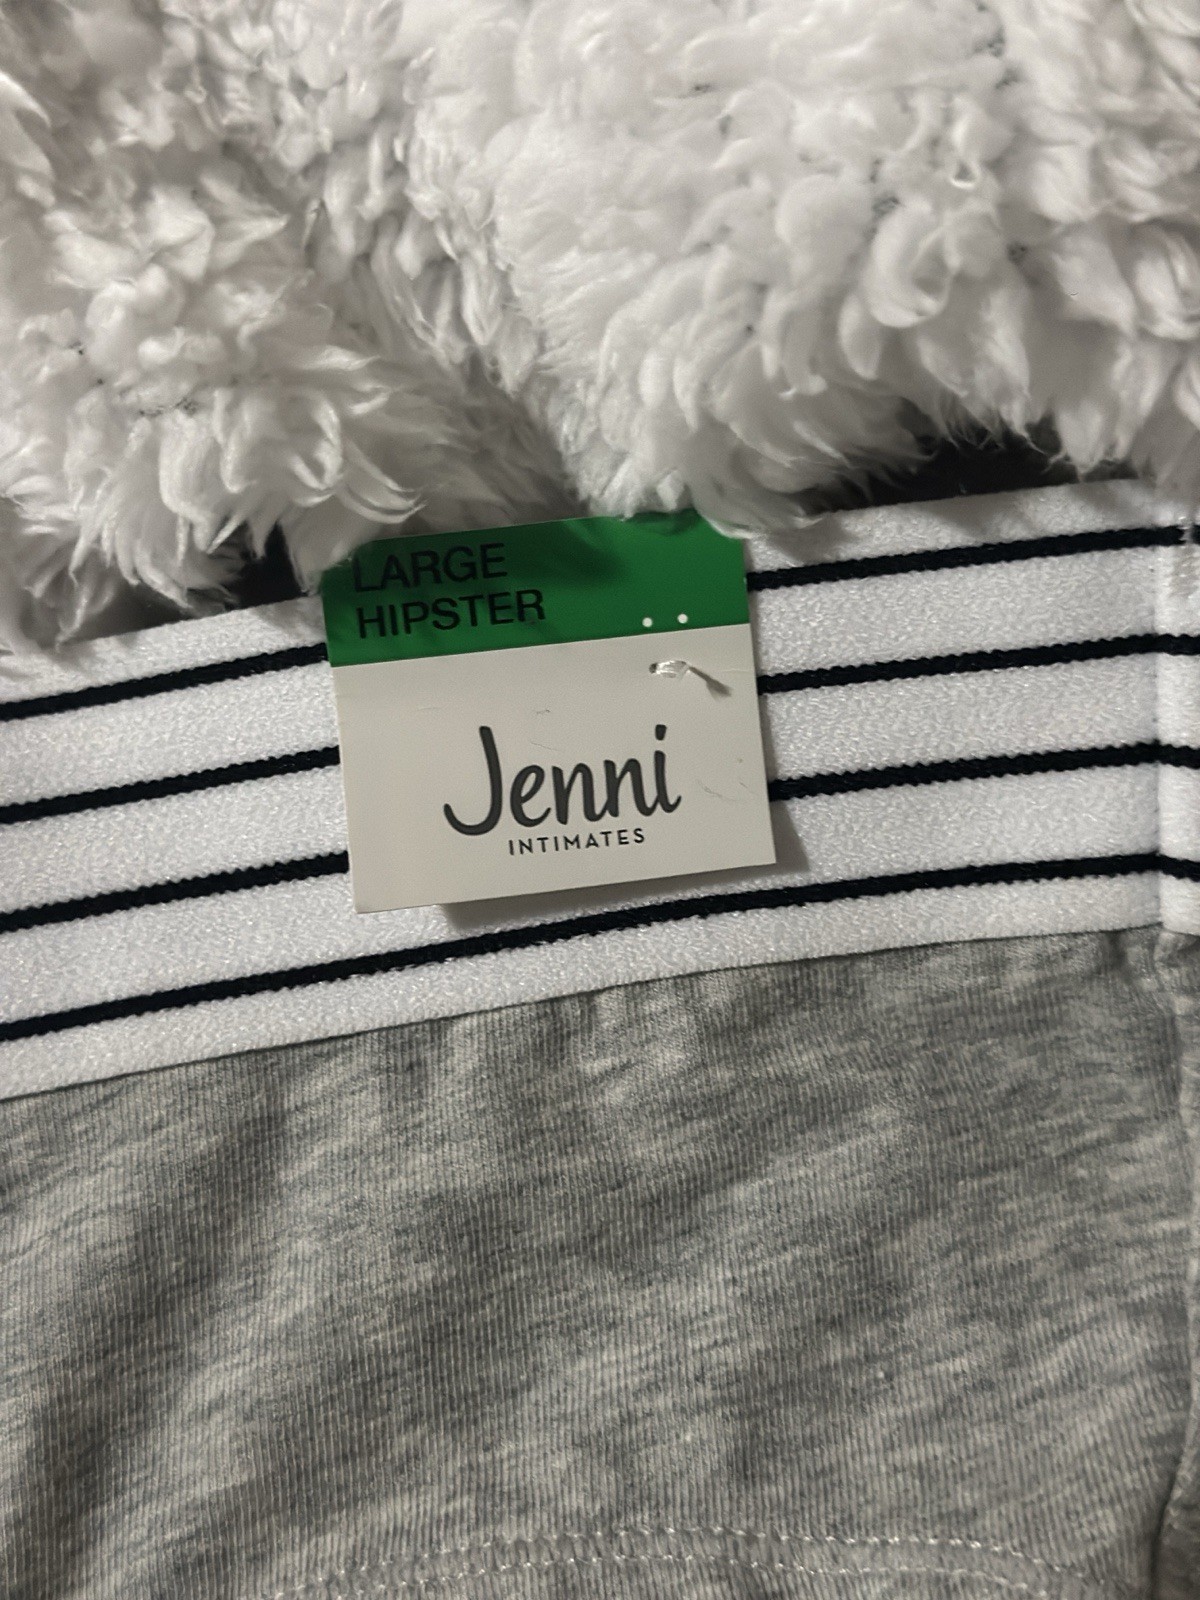 LARGE
HIPSTER
Jenni
INTIMATES